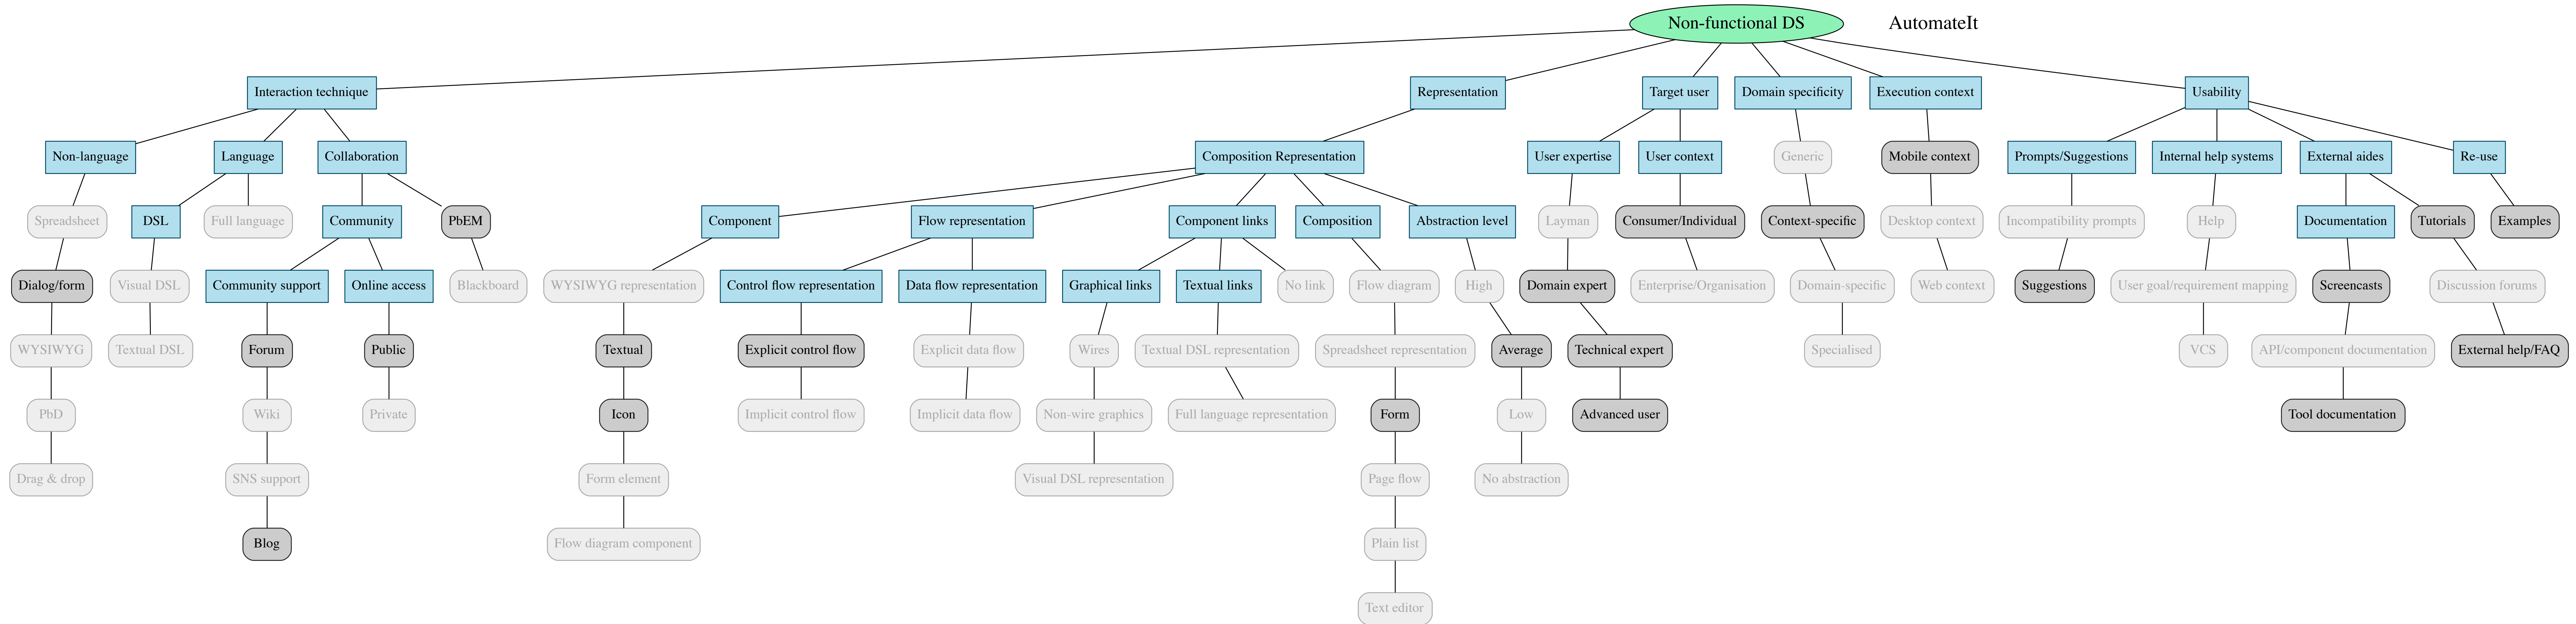 Non-functional DS
AutomateIt
Interaction technique
Representation
Target user
Domain specificity
Execution context
Usability
Non-language
Language
Collaboration
Composition Representation
User expertise
User context
Generic
Mobile context
Prompts/Suggestions
Internal help systems
External aides
Re-use
Spreadsheet
DSL
Full language
Community
PbEM
Component
Flow representation
Component links
Composition
Abstraction level
Layman
Consumer/Individual
Context-specific
Desktop context
Incompatibility prompts
Help
Documentation
Tutorials
Examples
Dialog/form
Visual DSL
Community support
Online access
Blackboard
WYSIWYG representation
Control flow representation
Data flow representation
Graphical links
Textual links
No link
Flow diagram
High
Domain expert
Enterprise/Organisation
Domain-specific
Web context
Suggestions
User goal/requirement mapping
Screencasts
Discussion forums
WYSIWYG
Textual DSL
Forum
Public
Textual
Explicit control flow
Explicit data flow
Wires
Textual DSL representation
Spreadsheet representation
Average
Technical expert
Specialised
VCS
API/component documentation
External help/FAQ
PbD
Wiki
Private
Icon
Implicit control flow
Implicit data flow
Non-wire graphics
Full language representation
Form
Low
Advanced user
Tool documentation
Drag & drop
SNS support
Form element
Visual DSL representation
Page flow
No abstraction
Blog
Flow diagram component
Plain list
Text editor